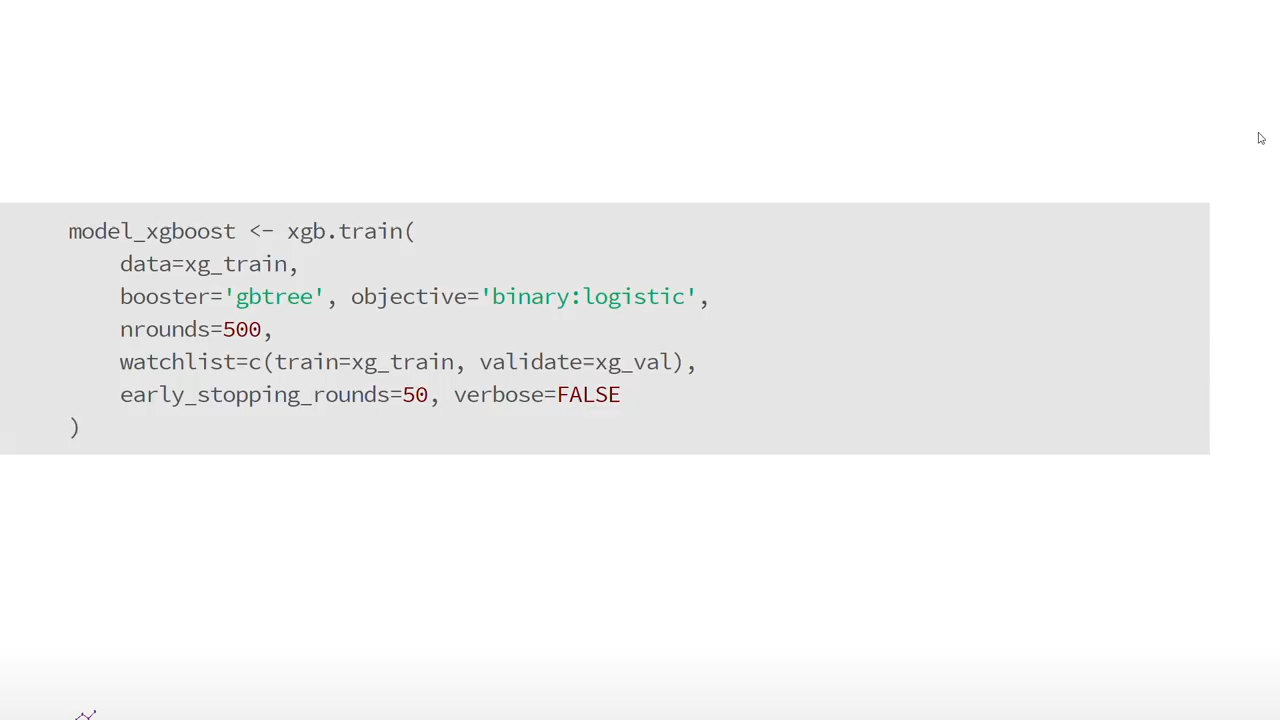 model_xgboost <- xgb.train(
    data=xg_train,
    booster='gbtree', objective='binary:logistic',
    nrounds=500,
    watchlist=c(train=xg_train, validate=xg_val),
    early_stopping_rounds=50, verbose=FALSE
)